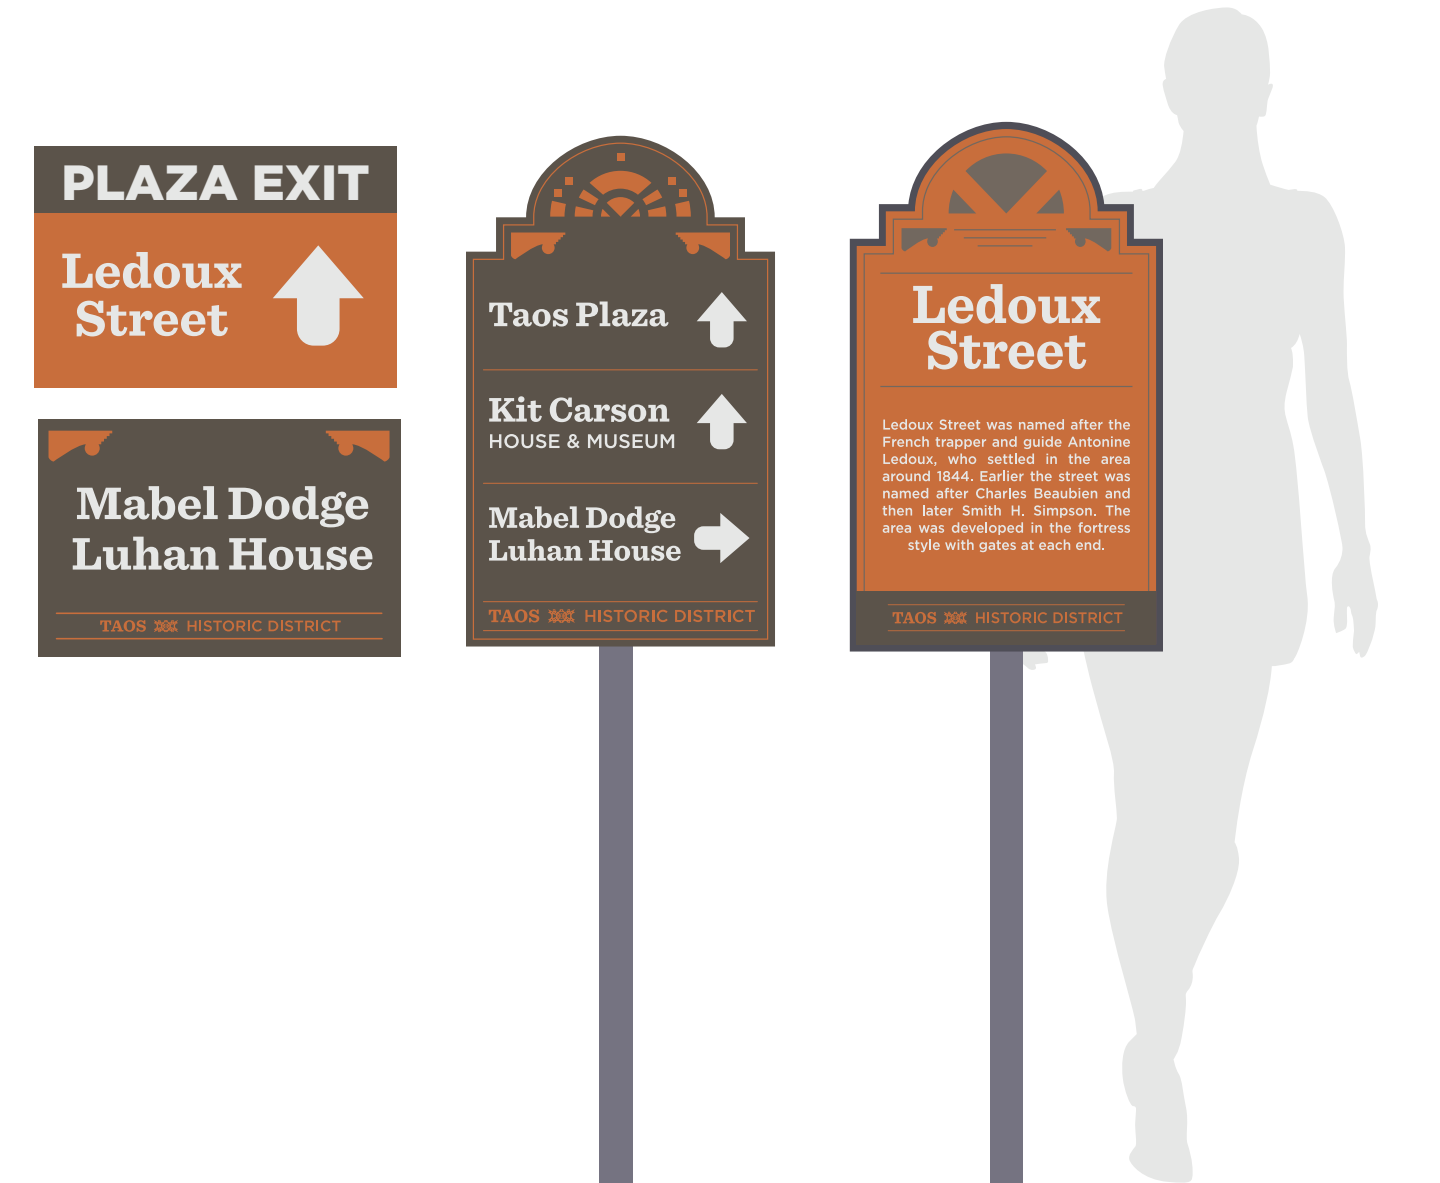 PLAZA EXIT
Ledoux
Street
Mabel Dodge
Luhan House
TAOS HISTORIC DISTRICT
Taos Plaza
Kit Carson
HOUSE & MUSEUM
Mabel Dodge
Luhan House
TAOS HISTORIC DISTRICT
Ledoux
Street
Ledoux Street was named after the
French trapper and guide Antonine
Ledoux, who settled in the area
around 1844. Earlier the street was
named after Charles Beaubien and
then later Smith H. Simpson. The
area was developed in the fortress
style with gates at each end.
TAOS HISTORIC DISTRICT